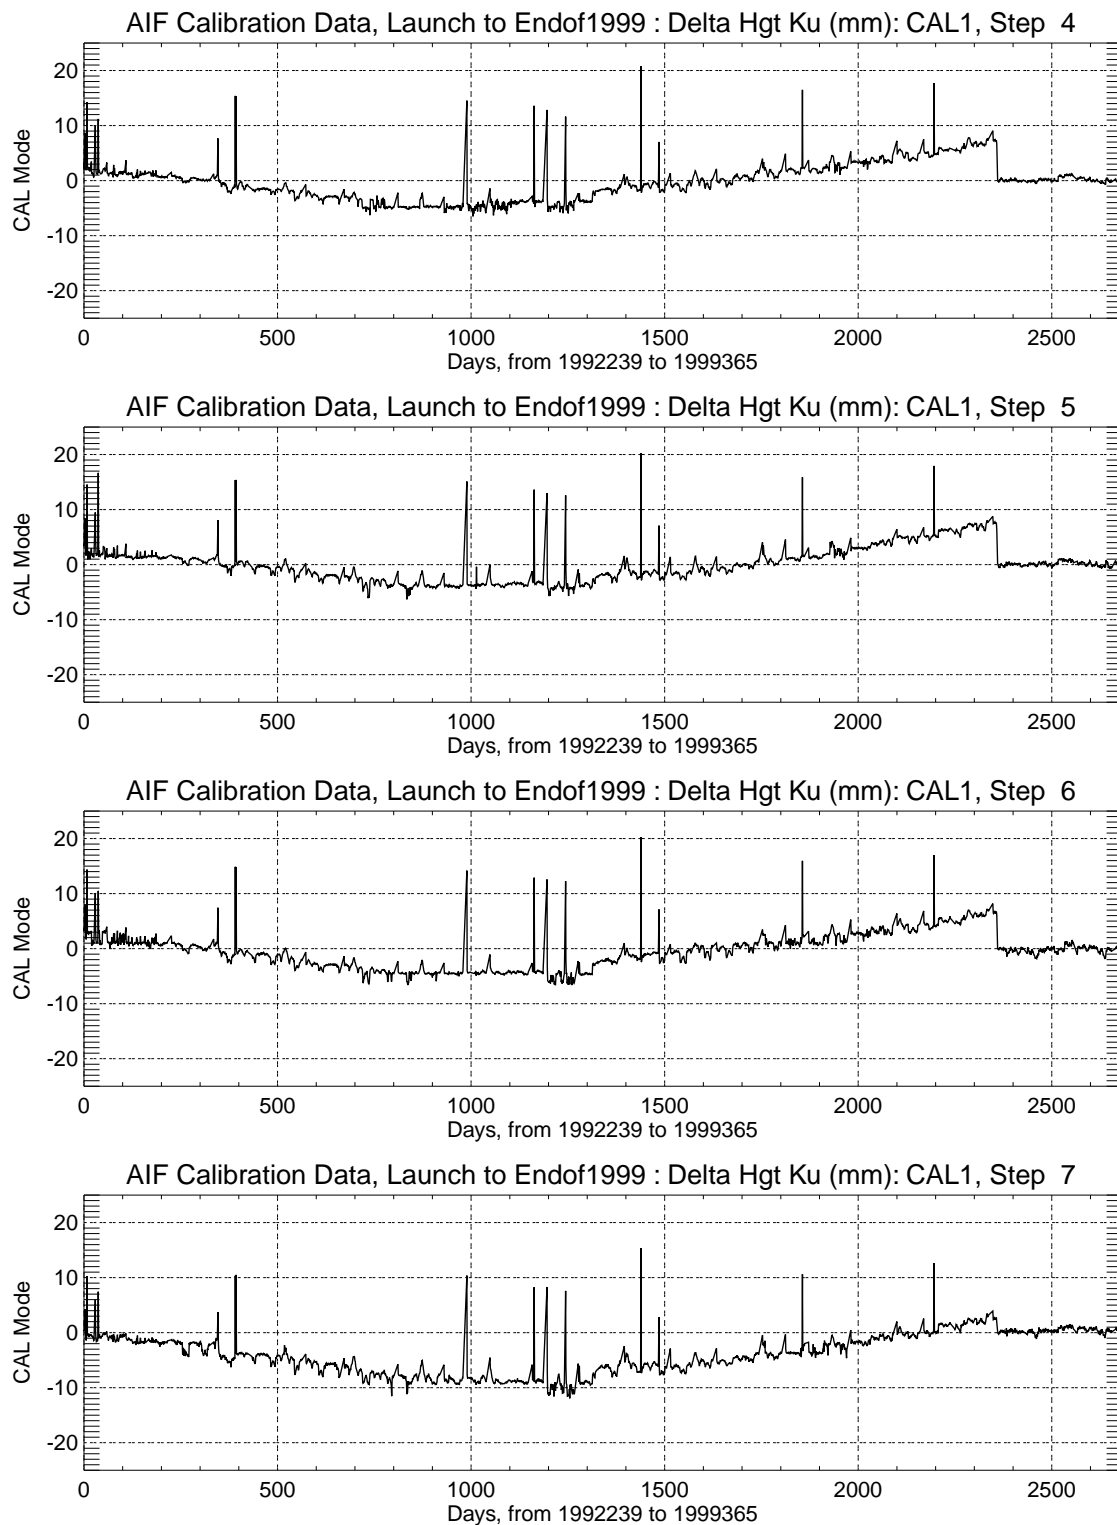 AIF Calibration Data, Launch to Endof1999 : Delta Hgt Ku (mm): CAL1, Step 4
20
10
0
-10
-20
CAL Mode
0 500 1000 1500 2000 2500
Days, from 1992239 to 1999365
AIF Calibration Data, Launch to Endof1999 : Delta Hgt Ku (mm): CAL1, Step 5
20
10
0
-10
-20
CAL Mode
0 500 1000 1500 2000 2500
Days, from 1992239 to 1999365
AIF Calibration Data, Launch to Endof1999 : Delta Hgt Ku (mm): CAL1, Step 6
20
10
0
-10
-20
CAL Mode
0 500 1000 1500 2000 2500
Days, from 1992239 to 1999365
AIF Calibration Data, Launch to Endof1999 : Delta Hgt Ku (mm): CAL1, Step 7
20
10
0
-10
-20
CAL Mode
0 500 1000 1500 2000 2500
Days, from 1992239 to 1999365